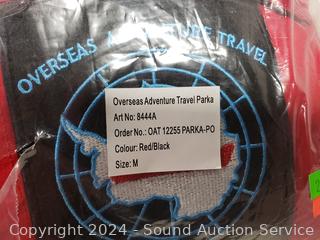 OVERSEAS ADVENTURE TRAVEL
Overseas Adventure Travel Parka
Art No: 8444A
Order No.: OAT 12255 PARKA-PO
Colour: Red/Black
Size: M
Copyright 2024 - Sound Auction Service